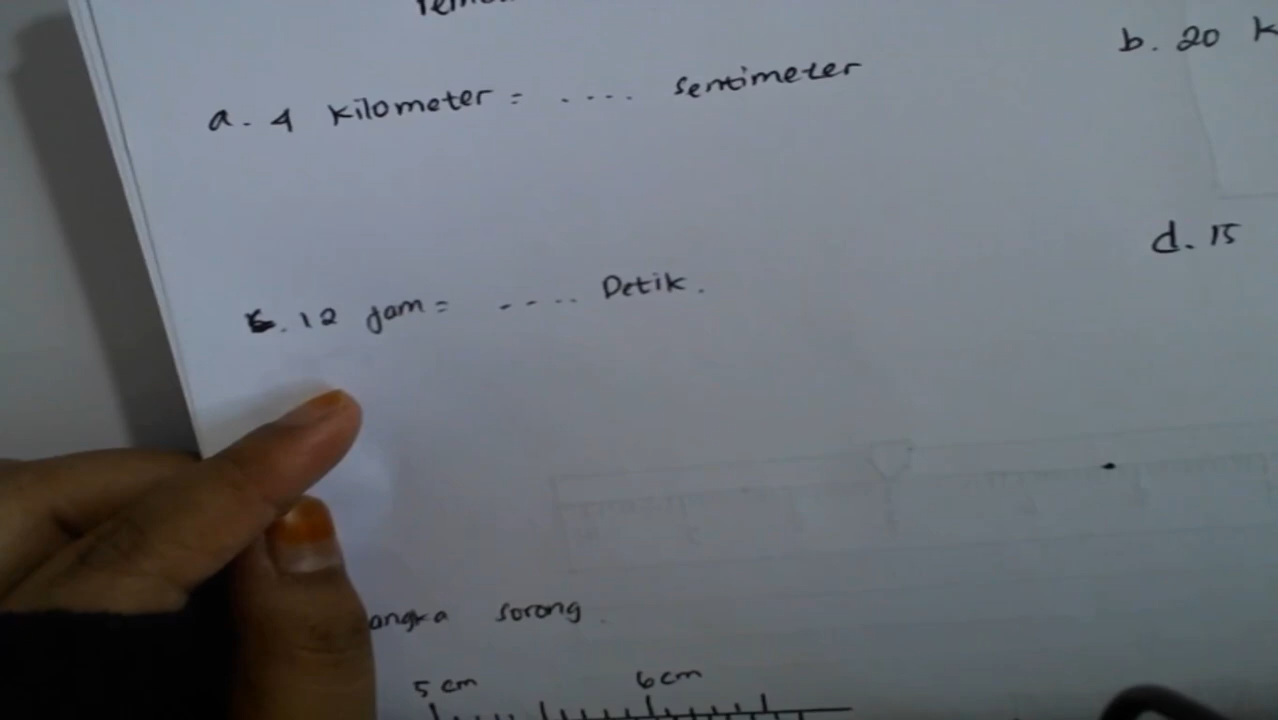 a. 4 kilometer = .... sentimeter
b. 20 k
c. 12 jam = .... Detik.
d. 15
angka sorong
5 cm 6 cm